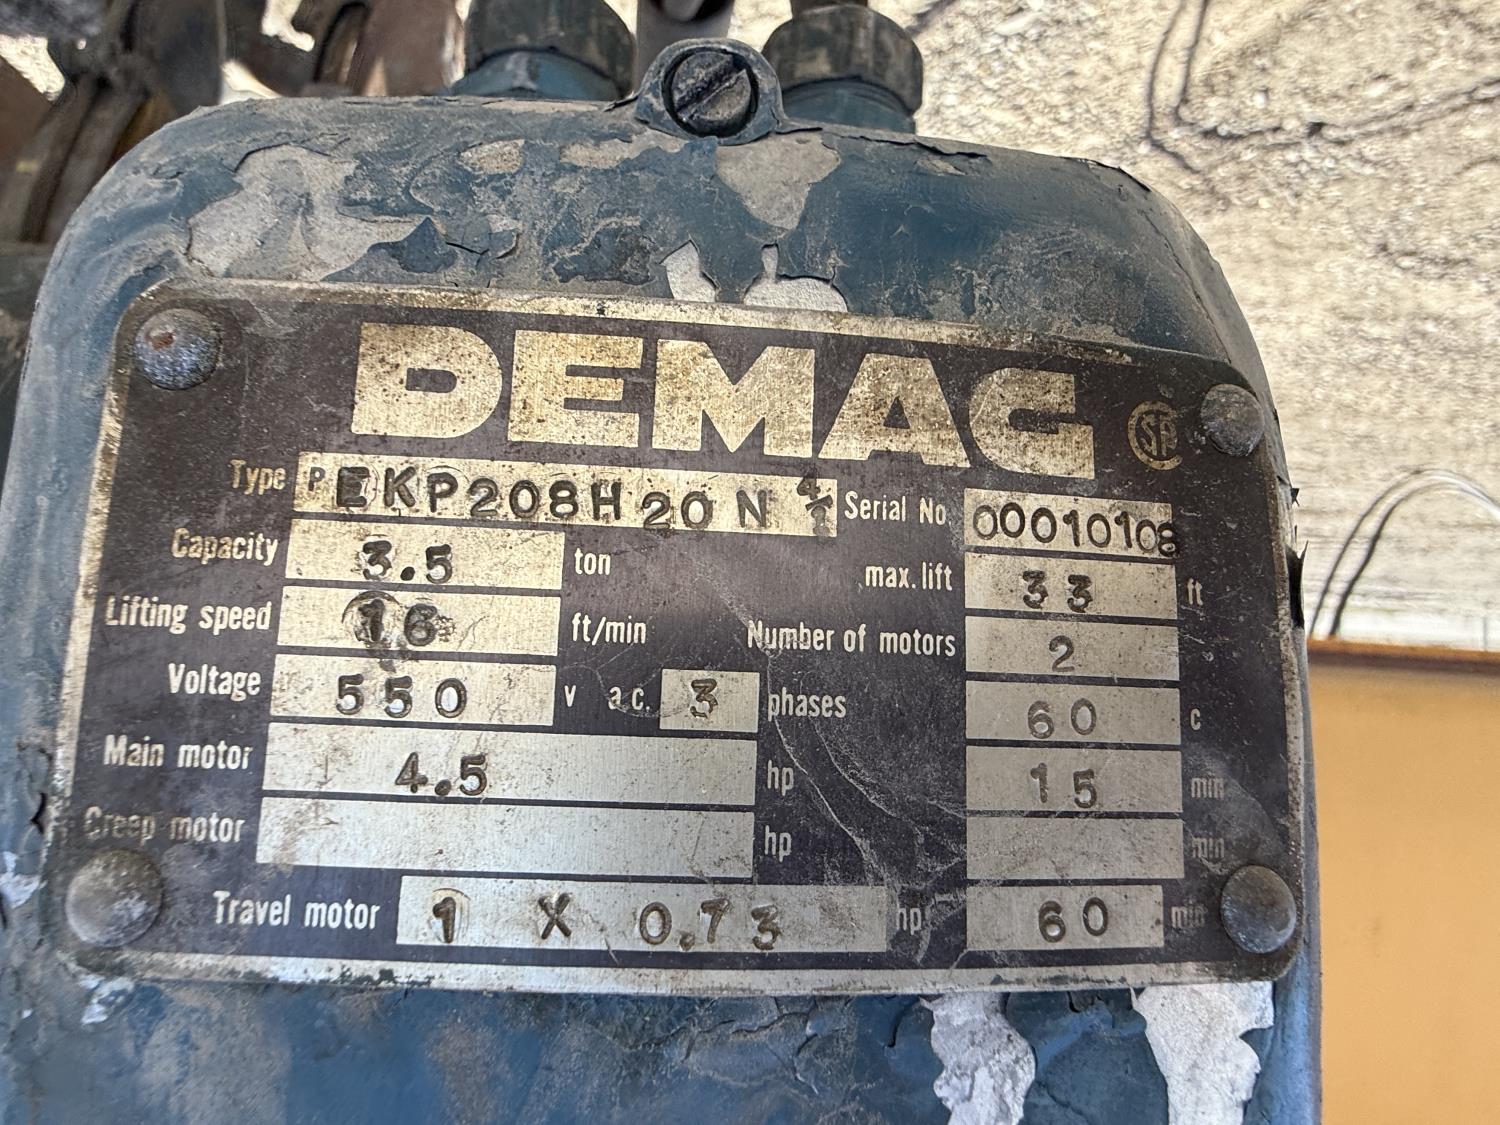 DEMAG
SP
Type PEKP208H20N 4/1 Serial No. 00010108
Capacity 3.5 ton max. lift 33 ft
Lifting speed 16 ft/min Number of motors 2
Voltage 550 v a.c. 3 phases 60 c
Main motor 4.5 hp 15 min
Creep motor hp min
Travel motor 1 X 0.73 hp 60 min